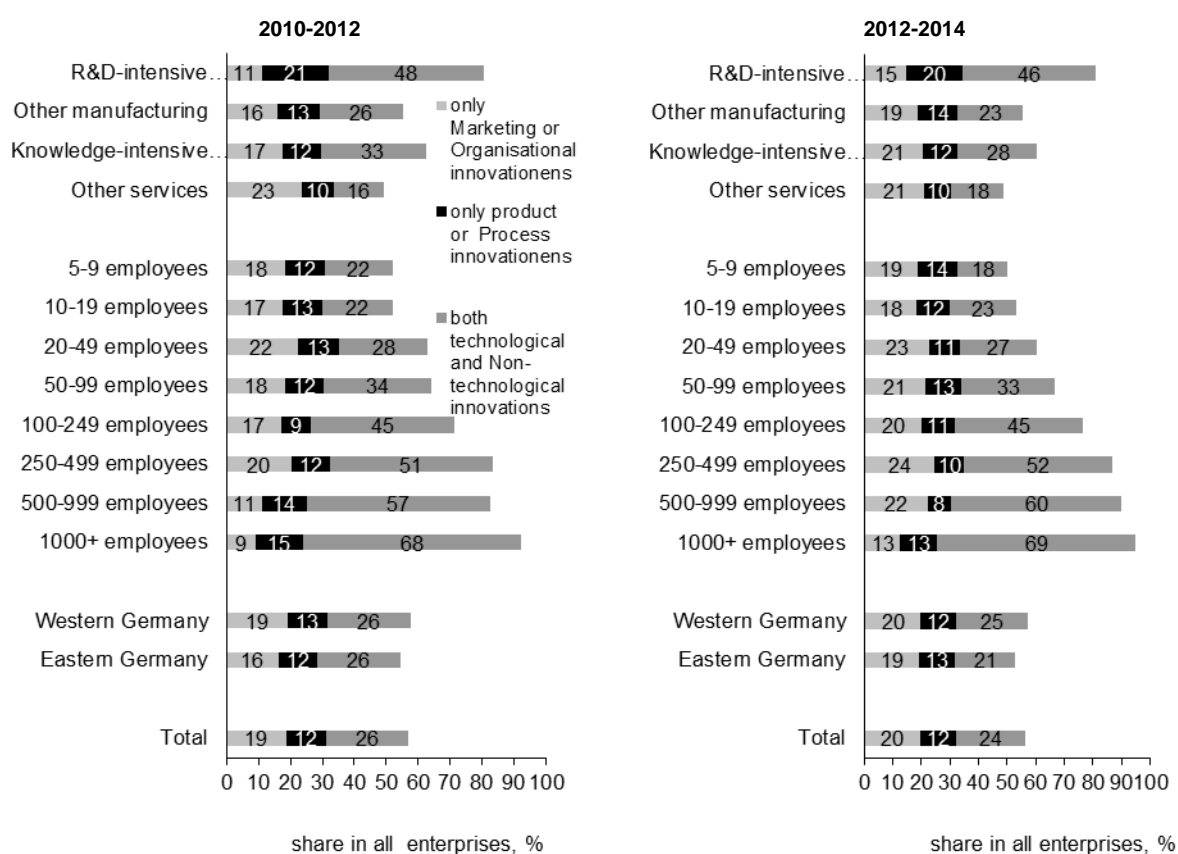 2010-2012
R&D-intensive... 11 21 48
Other manufacturing 16 13 26
Knowledge-intensive... 17 12 33
Other services 23 10 16
5-9 employees 18 12 22
10-19 employees 17 13 22
20-49 employees 22 13 28
50-99 employees 18 12 34
100-249 employees 17 9 45
250-499 employees 20 12 51
500-999 employees 11 14 57
1000+ employees 9 15 68
Western Germany 19 13 26
Eastern Germany 16 12 26
Total 19 12 26
0 10 20 30 40 50 60 70 80 90 100
share in all enterprises, %
only
Marketing or
Organisational
innovationens
only product
or Process
innovationens
both
technological
and Non-
technological
innovations
2012-2014
R&D-intensive... 15 20 46
Other manufacturing 19 14 23
Knowledge-intensive... 21 12 28
Other services 21 10 18
5-9 employees 19 14 18
10-19 employees 18 12 23
20-49 employees 23 11 27
50-99 employees 21 13 33
100-249 employees 20 11 45
250-499 employees 24 10 52
500-999 employees 22 8 60
1000+ employees 13 13 69
Western Germany 20 12 25
Eastern Germany 19 13 21
Total 20 12 24
0 10 20 30 40 50 60 70 80 90 100
share in all enterprises, %